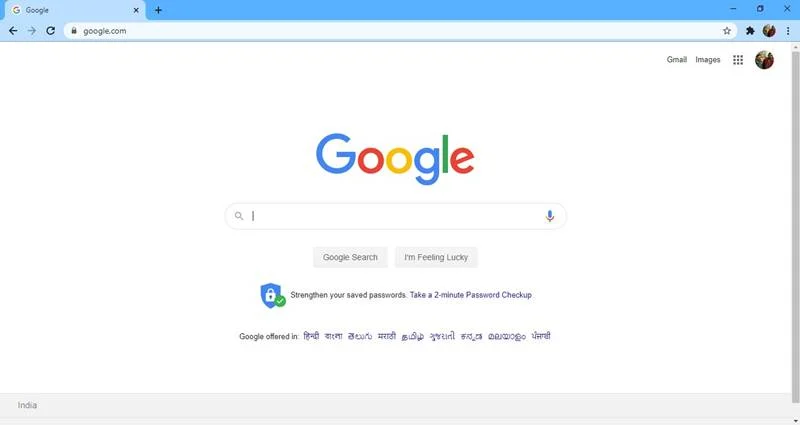 Google
google.com
Gmail Images
Google
Google Search I'm Feeling Lucky
Strengthen your saved passwords. Take a 2-minute Password Checkup
Google offered in: हिन्दी বাংলা తెలుగు मराठी தமிழ் ગુજરાતી ಕನ್ನಡ മലയാളം ਪੰਜਾਬੀ
India